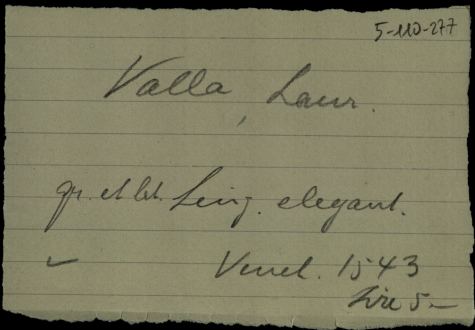 5-110-277
Valla, Laur.
gr. et lat. Ling. elegant.
Venet. 1543
Lire 5.-